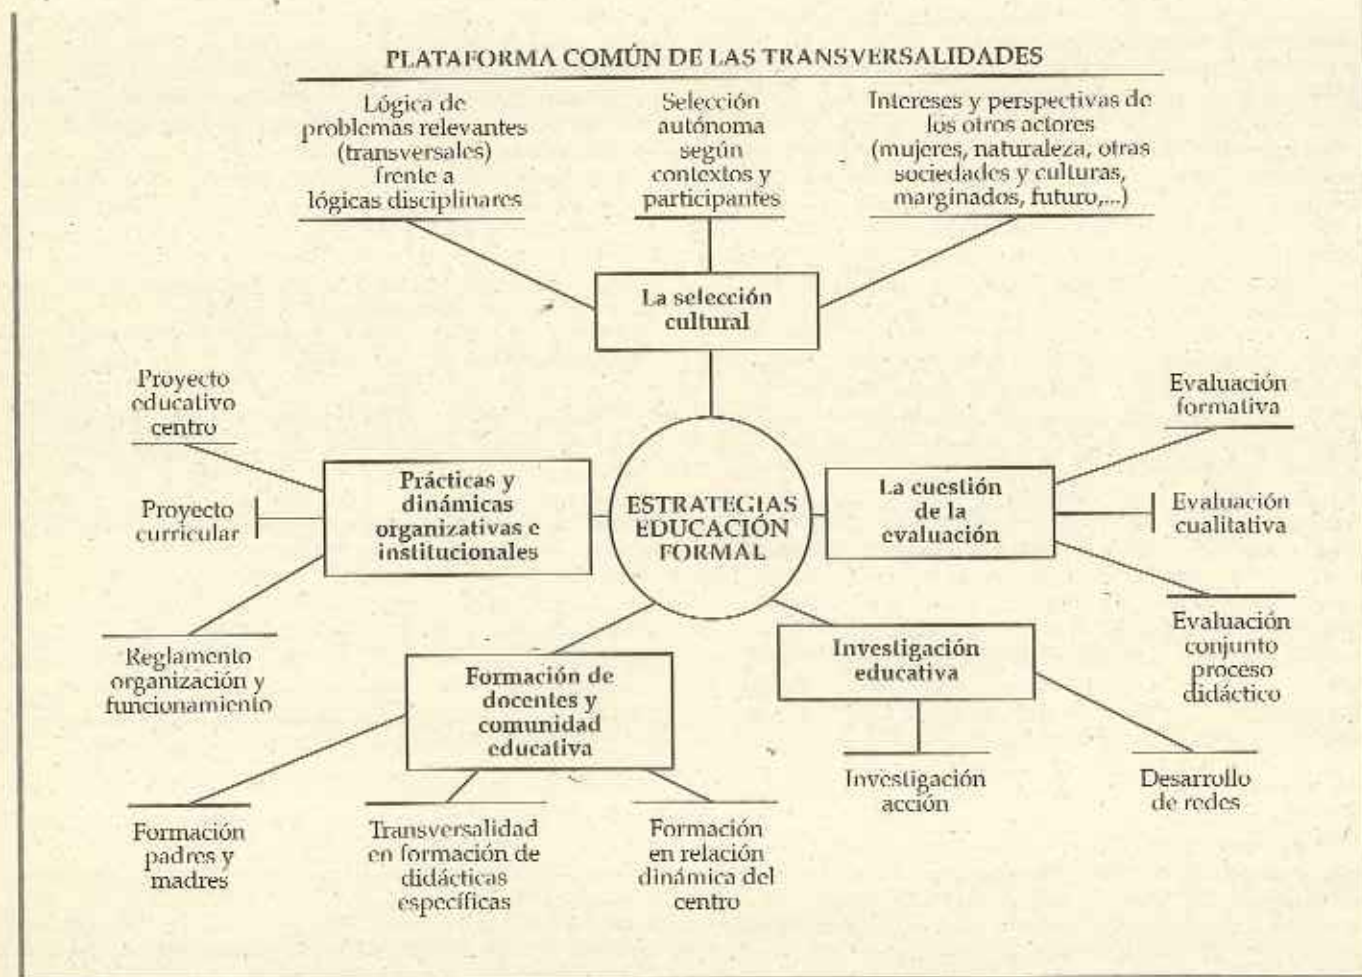 PLATAFORMA COMÚN DE LAS TRANSVERSALIDADES
Lógica de
problemas relevantes
(transversales)
frente a
lógicas disciplinares
Selección
autónoma
según
contextos y
participantes
Intereses y perspectivas de
los otros actores
(mujeres, naturaleza, otras
sociedades y culturas,
marginados, futuro,...)
La selección
cultural
Proyecto
educativo
centro
Proyecto
curricular
Reglamento
organización y
funcionamiento
Prácticas y
dinámicas
organizativas e
institucionales
ESTRATEGIAS
EDUCACIÓN
FORMAL
La cuestión
de la
evaluación
Evaluación
formativa
Evaluación
cualitativa
Evaluación
conjunto
proceso
didáctico
Formación de
docentes y
comunidad
educativa
Investigación
educativa
Formación
padres y
madres
Transversalidad
en formación de
didácticas
específicas
Formación
en relación
dinámica del
centro
Investigación
acción
Desarrollo
de redes